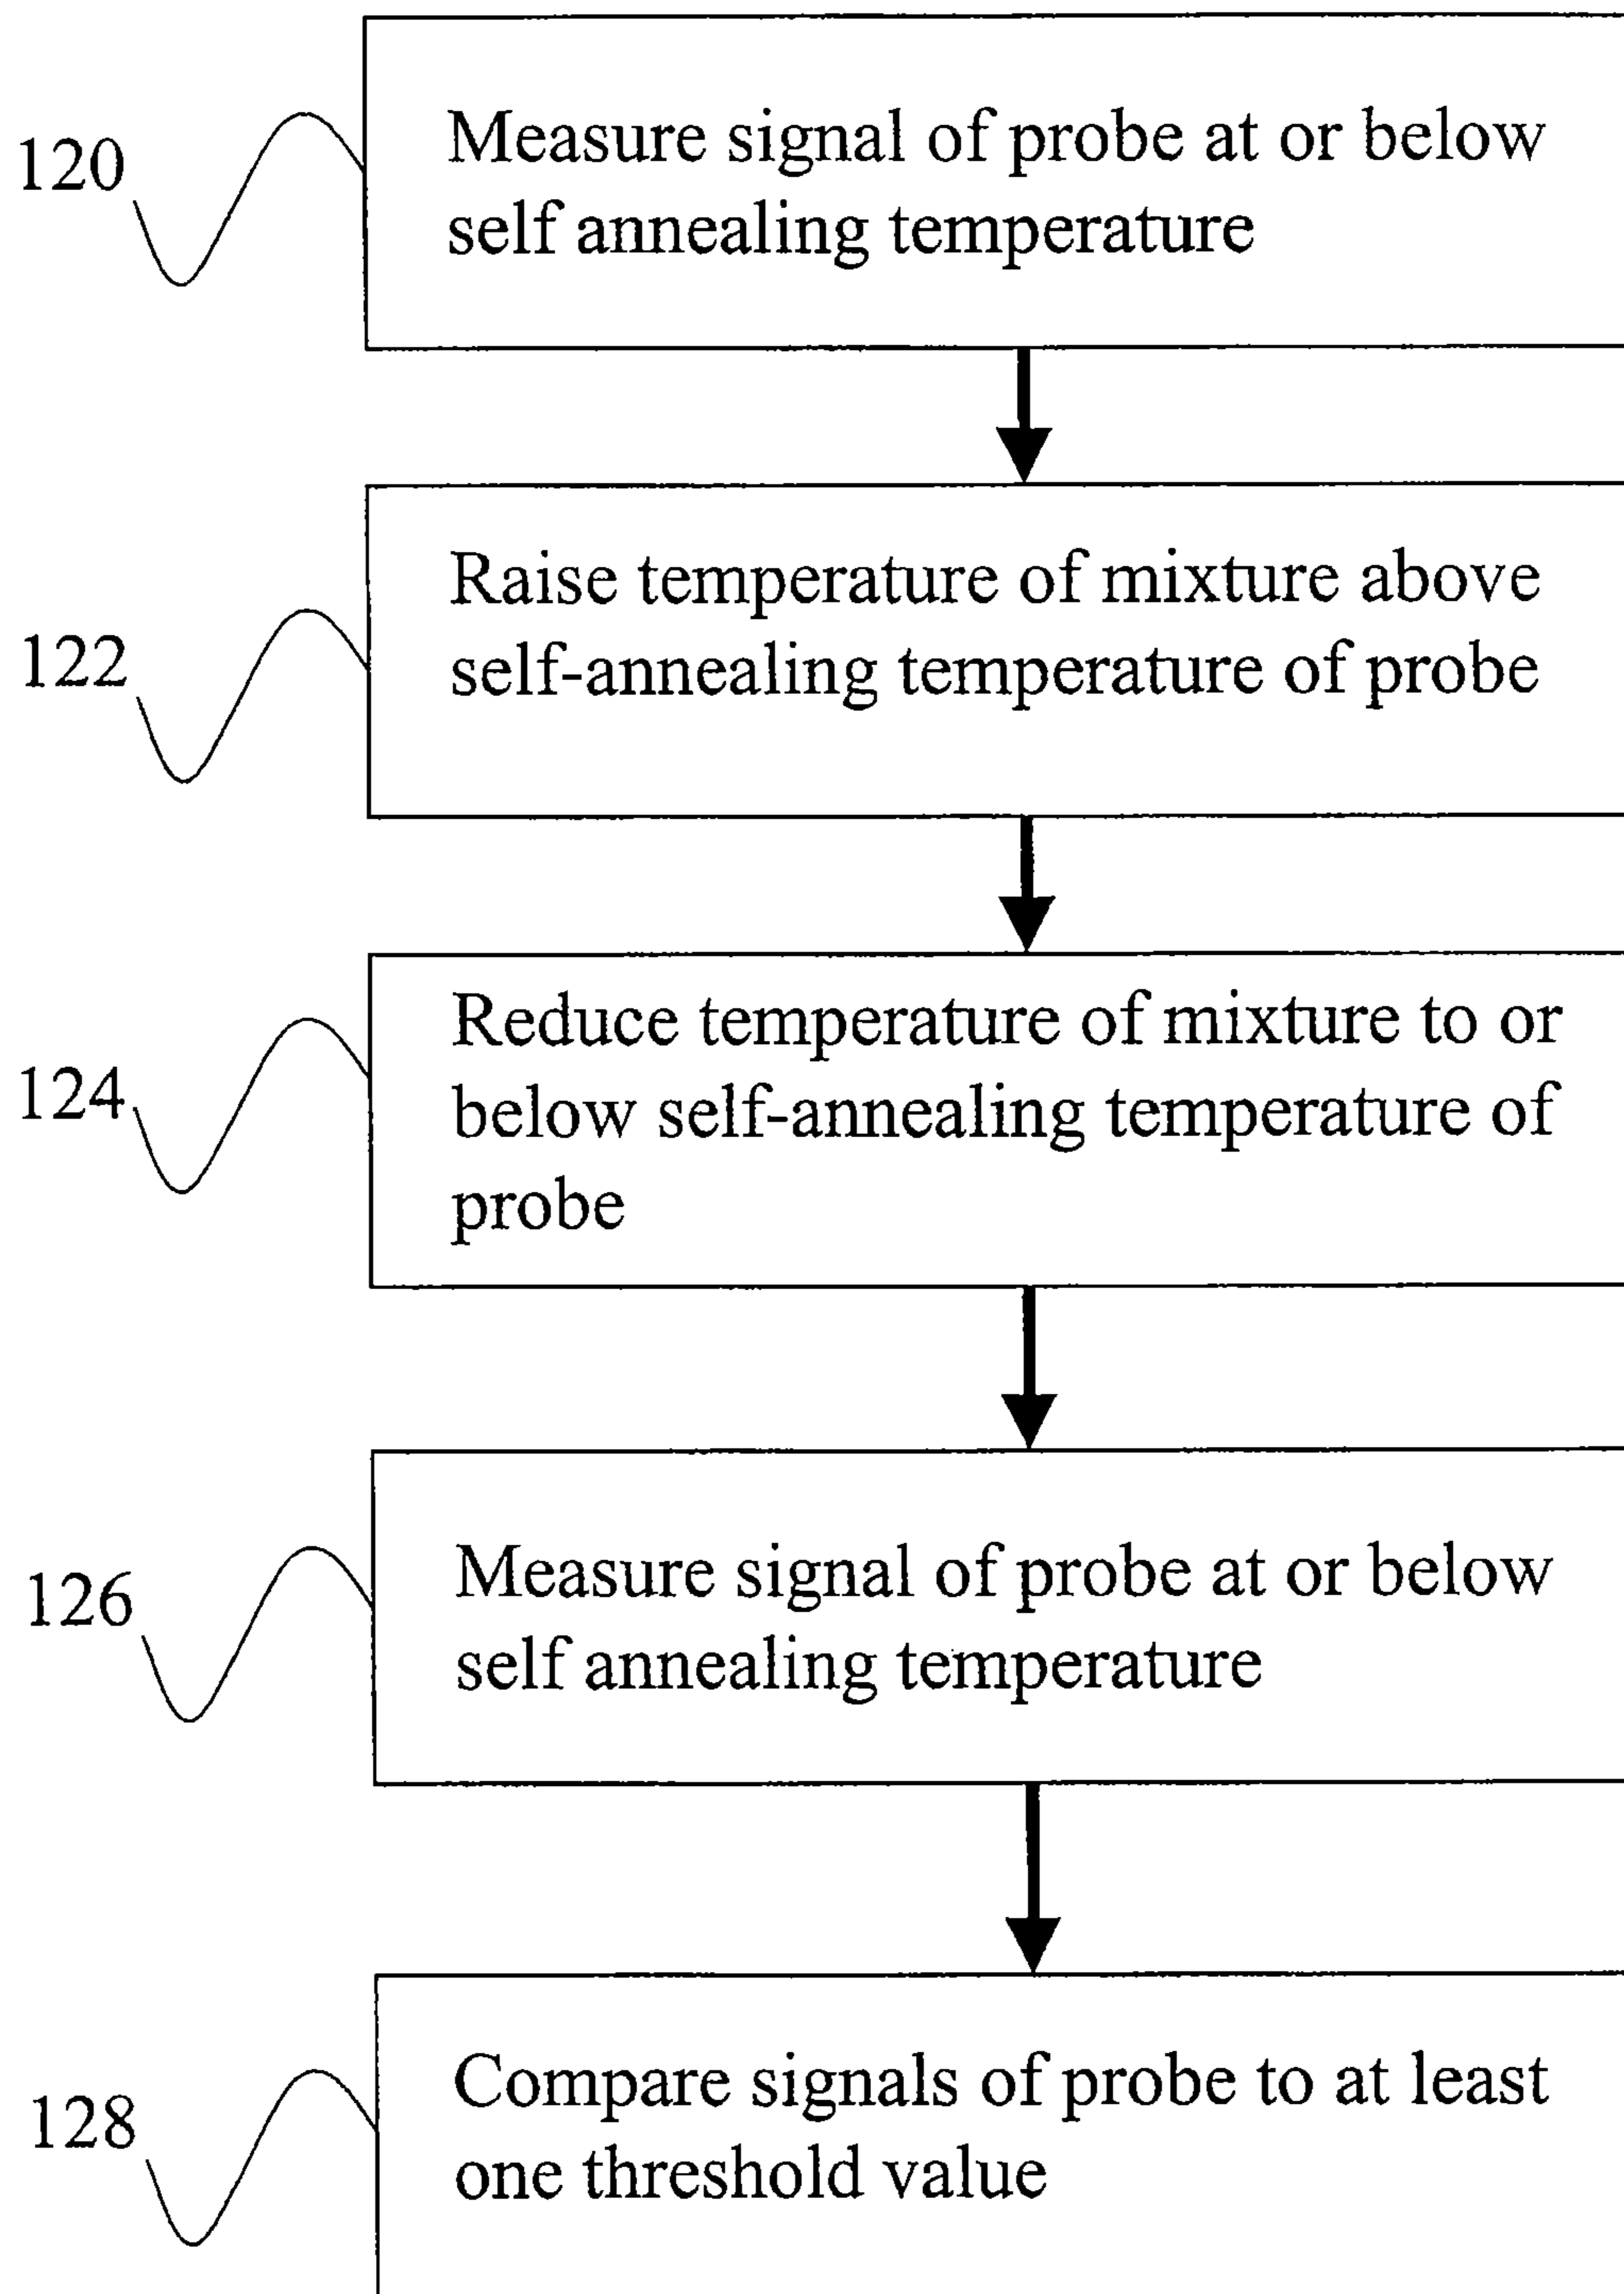 120
Measure signal of probe at or below
self annealing temperature
122
Raise temperature of mixture above
self-annealing temperature of probe
124
Reduce temperature of mixture to or
below self-annealing temperature of
probe
126
Measure signal of probe at or below
self annealing temperature
128
Compare signals of probe to at least
one threshold value